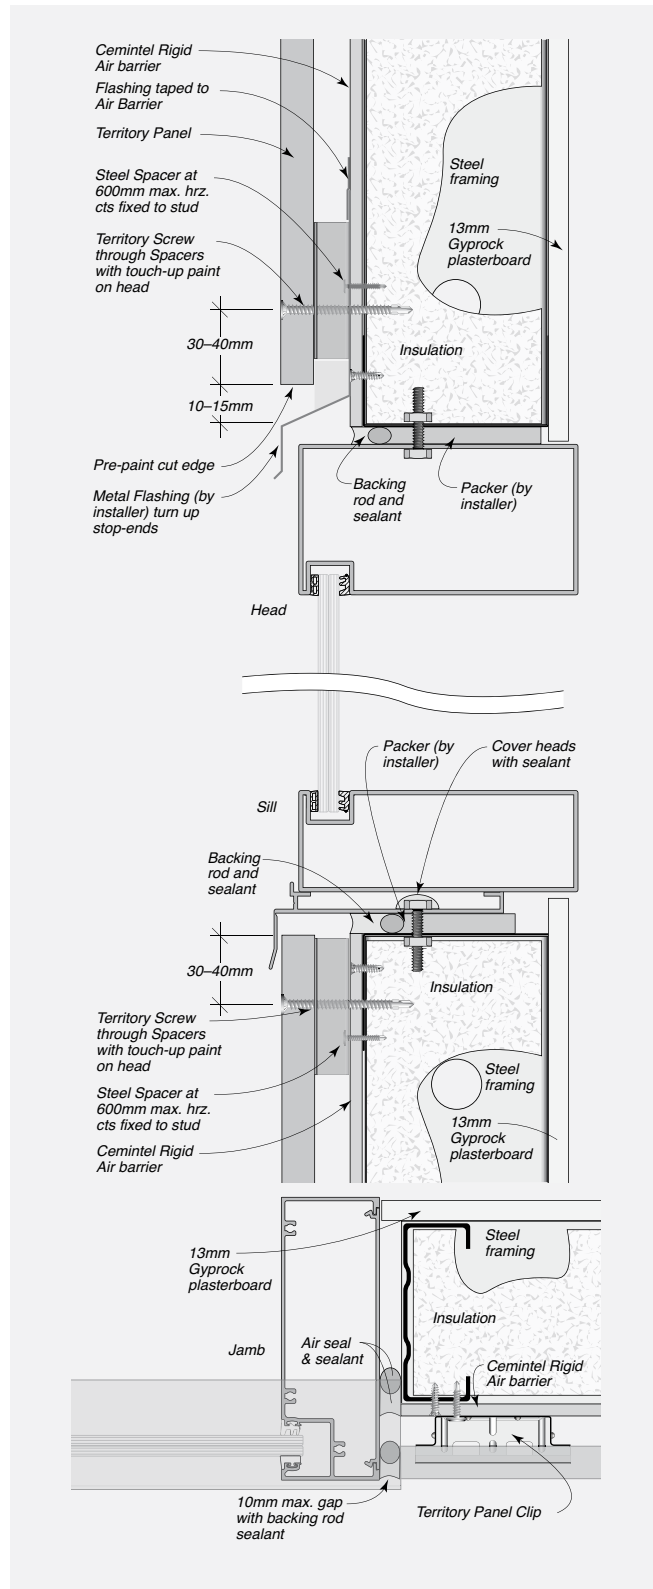 Cemintel Rigid
Air barrier
Flashing taped to
Air Barrier
Territory Panel
Steel Spacer at
600mm max. hrz.
cts fixed to stud
Territory Screw
through Spacers
with touch-up paint
on head
30–40mm
10–15mm
Pre-paint cut edge
Metal Flashing (by
installer) turn up
stop-ends
Steel
framing
13mm
Gyprock
plasterboard
Insulation
Backing
rod and
sealant
Packer (by
installer)
Head
Packer (by
installer)
Cover heads
with sealant
Sill
Backing
rod and
sealant
30–40mm
Territory Screw
through Spacers
with touch-up paint
on head
Steel Spacer at
600mm max. hrz.
cts fixed to stud
Cemintel Rigid
Air barrier
Insulation
Steel
framing
13mm
Gyprock
plasterboard
13mm
Gyprock
plasterboard
Steel
framing
Insulation
Jamb
Air seal
& sealant
Cemintel Rigid
Air barrier
10mm max. gap
with backing rod
sealant
Territory Panel Clip